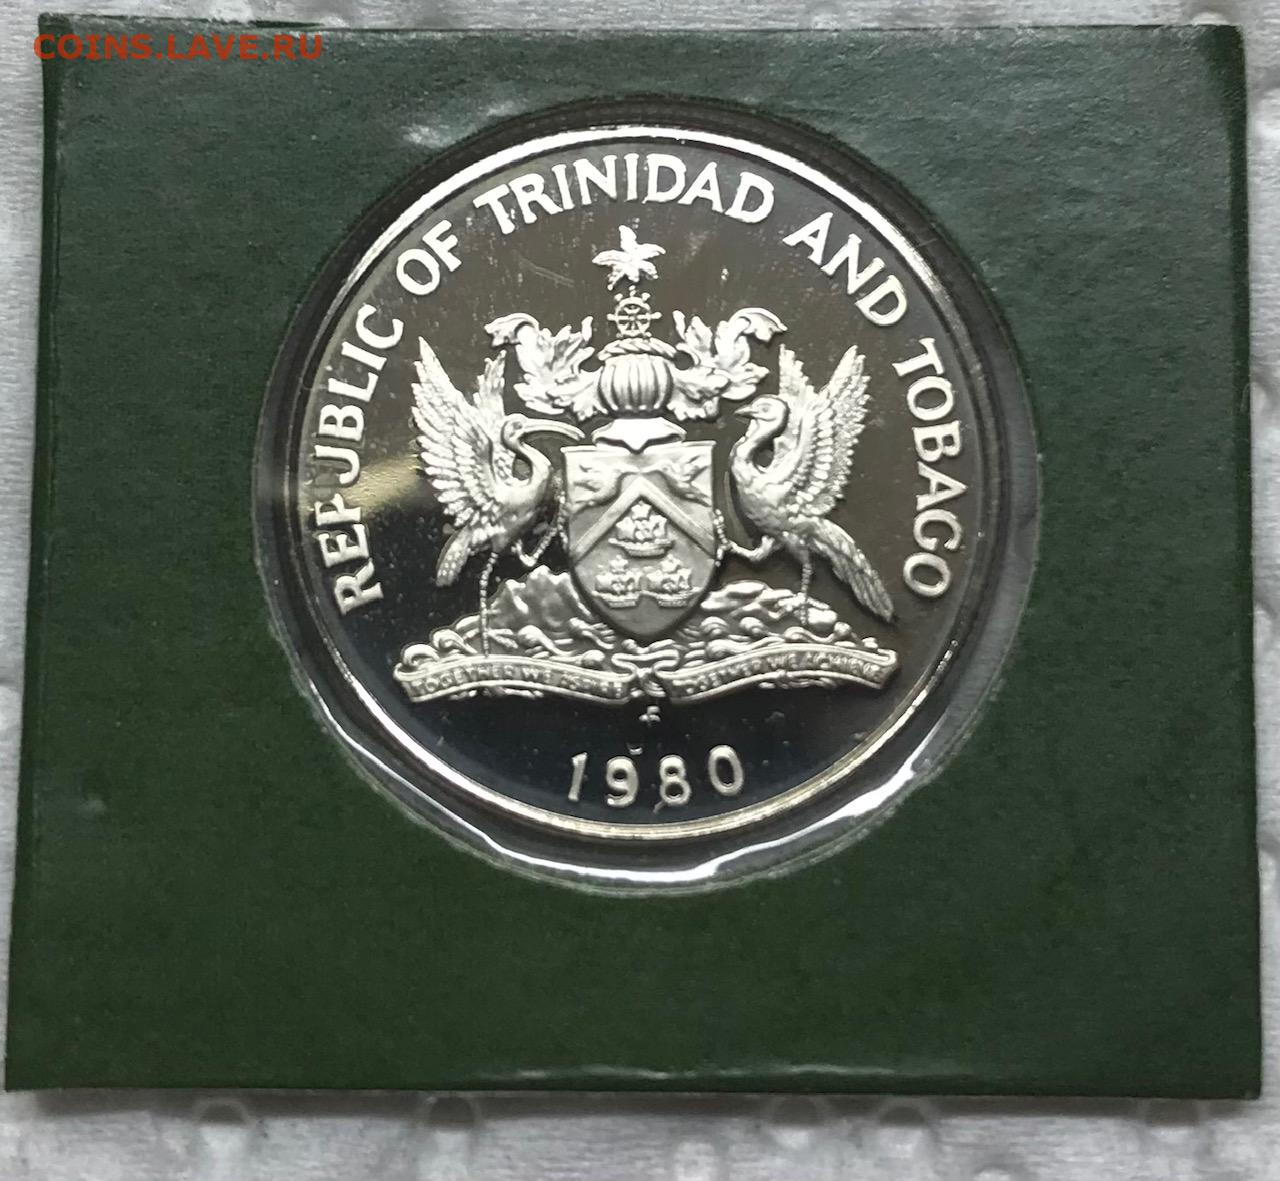 COINS.LAVE.RU
REPUBLIC OF TRINIDAD AND TOBAGO
TOGETHER WE ASPIRE TOGETHER WE ACHIEVE
1980